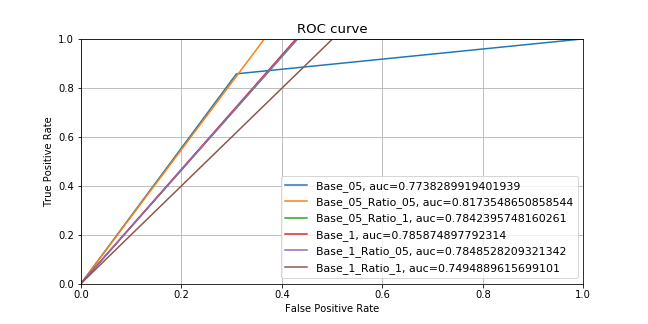 ROC curve
1.0
0.8
0.6
0.4
0.2
0.0
True Positive Rate
Base_05, auc=0.7738289919401939
Base_05_Ratio_05, auc=0.8173548650858544
Base_05_Ratio_1, auc=0.7842395748160261
Base_1, auc=0.785874897792314
Base_1_Ratio_05, auc=0.7848528209321342
Base_1_Ratio_1, auc=0.7494889615699101
0.0 0.2 0.4 0.6 0.8 1.0
False Positive Rate